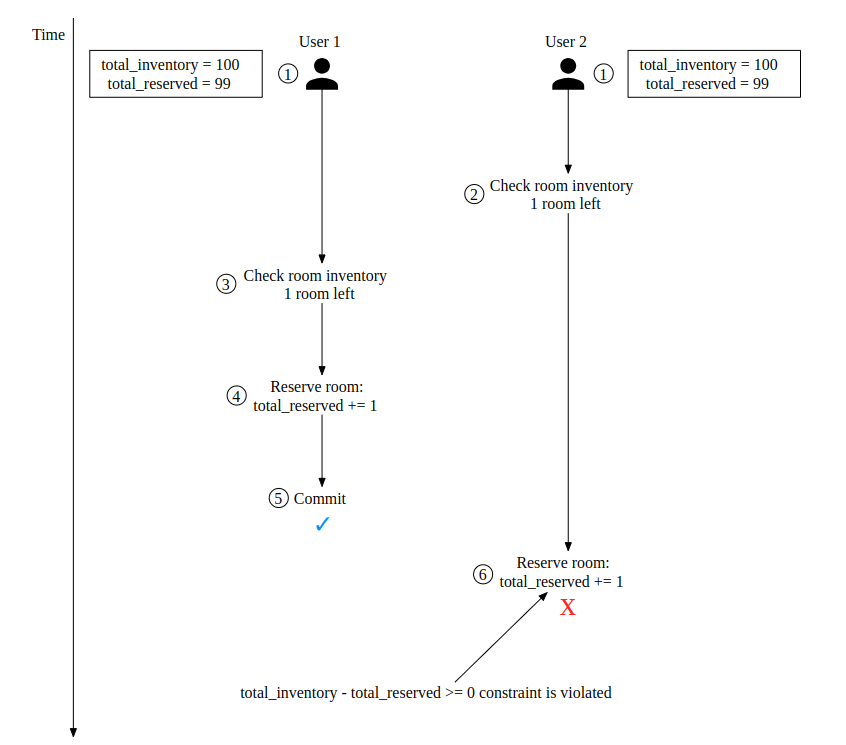 Time
User 1
User 2
total_inventory = 100
total_reserved = 99
1
1
total_inventory = 100
total_reserved = 99
2
Check room inventory
1 room left
3
Check room inventory
1 room left
4
Reserve room:
total_reserved += 1
5 Commit
✓
6
Reserve room:
total_reserved += 1
X
total_inventory - total_reserved >= 0 constraint is violated